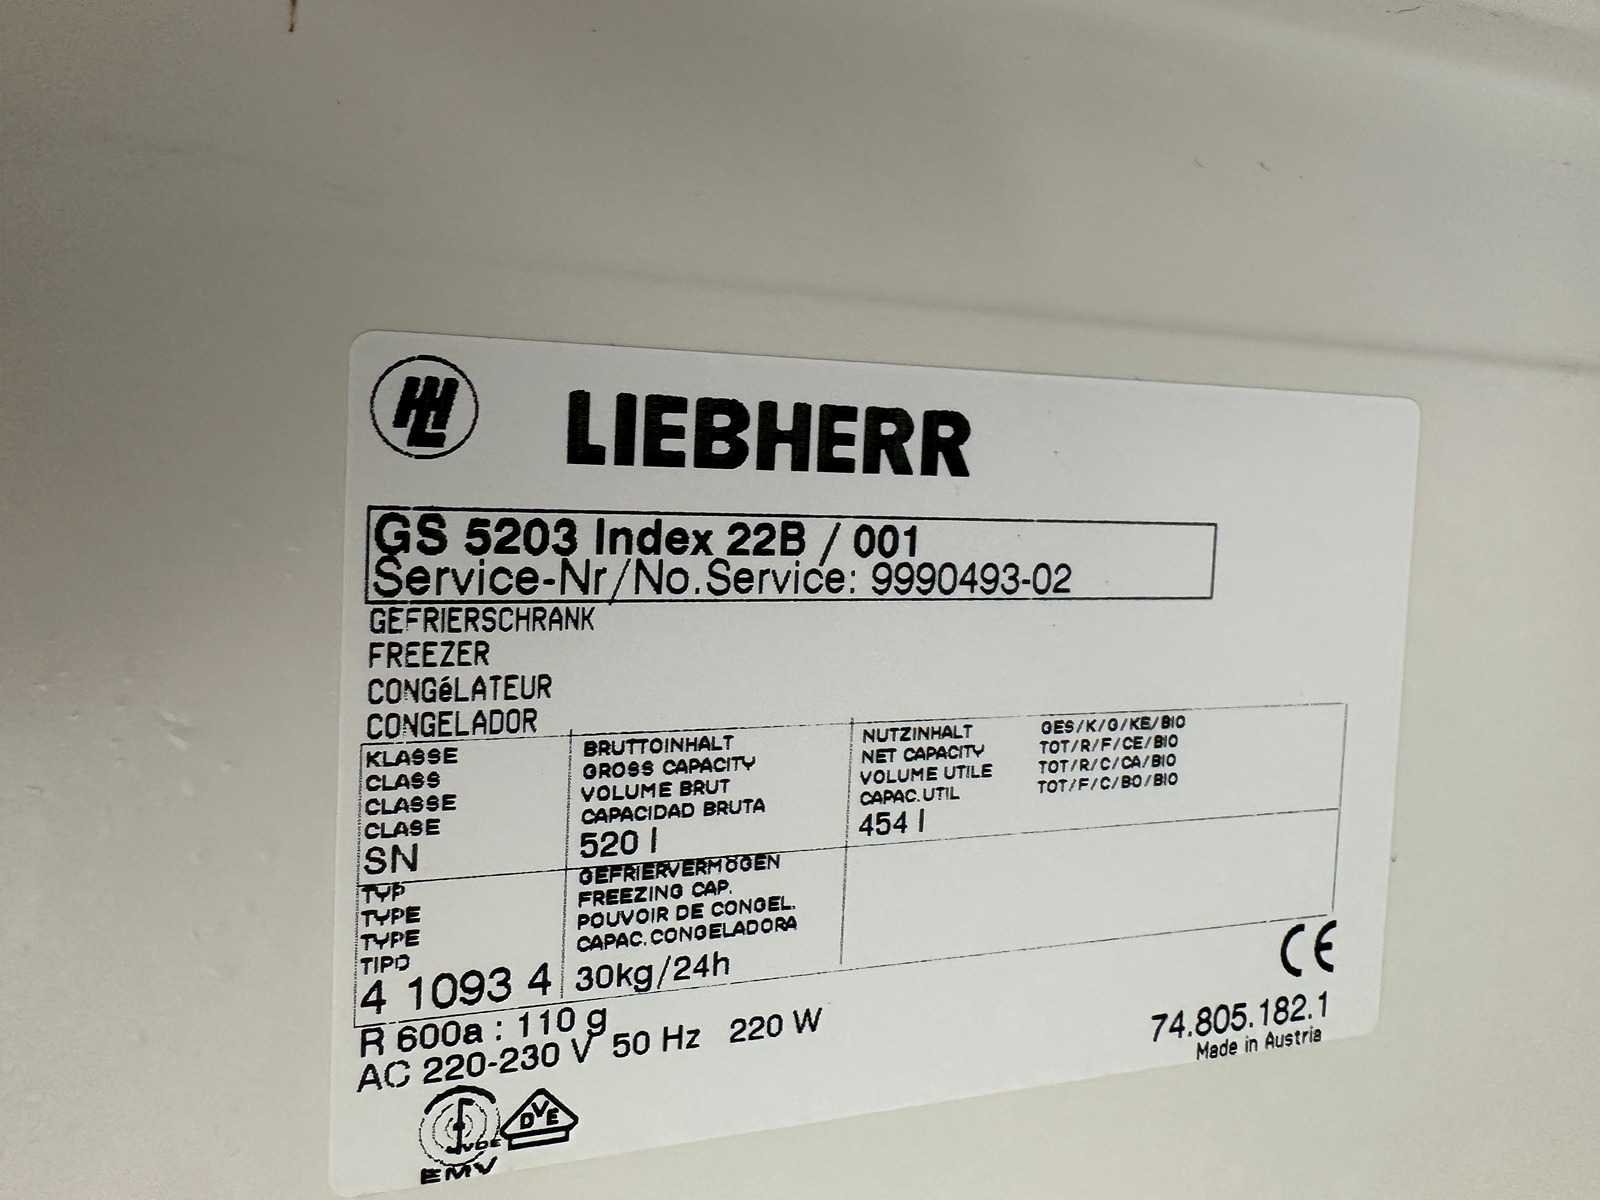 LIEBHERR
GS 5203 Index 22B / 001
Service-Nr/No.Service: 9990493-02
GEFRIERSCHRANK
FREEZER
CONGéLATEUR
CONGELADOR
KLASSE
CLASS
CLASSE
CLASE
SN
BRUTTOINHALT
GROSS CAPACITY
VOLUME BRUT
CAPACIDAD BRUTA
520 l
NUTZINHALT GES/K/G/KE/BIO
NET CAPACITY TOT/R/F/CE/BIO
VOLUME UTILE TOT/R/C/CA/BIO
CAPAC.UTIL TOT/F/C/BO/BIO
454 l
TYP
TYPE
TYPE
TIPO
4 1093 4
GEFRIERVERMÖGEN
FREEZING CAP.
POUVOIR DE CONGEL.
CAPAC.CONGELADORA
30kg/24h
R 600a : 110 g
AC 220-230 V 50 Hz 220 W
CE
74.805.182.1
Made in Austria
VDE
EMV
DVE